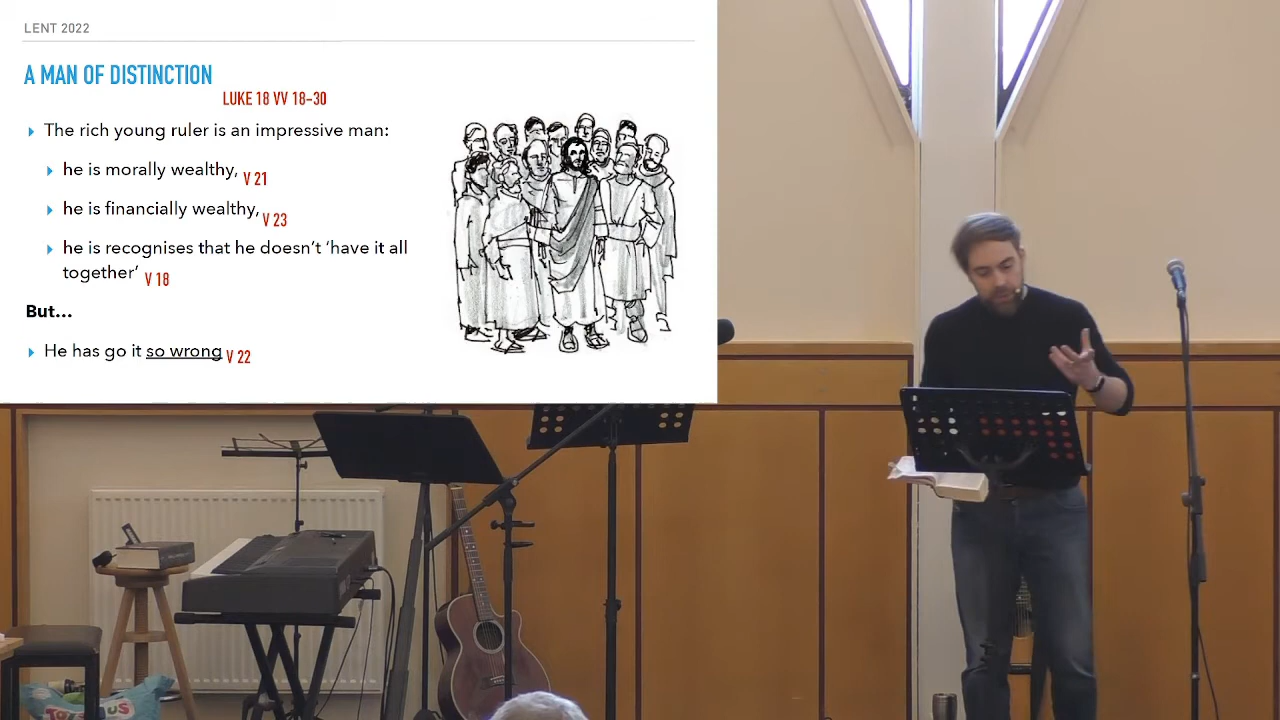 LENT 2022
A MAN OF DISTINCTION
LUKE 18 VV 18-30
The rich young ruler is an impressive man:
he is morally wealthy, V 21
he is financially wealthy, V 23
he is recognises that he doesn't ‘have it all
together’ V 18
But...
He has go it so wrong V 22